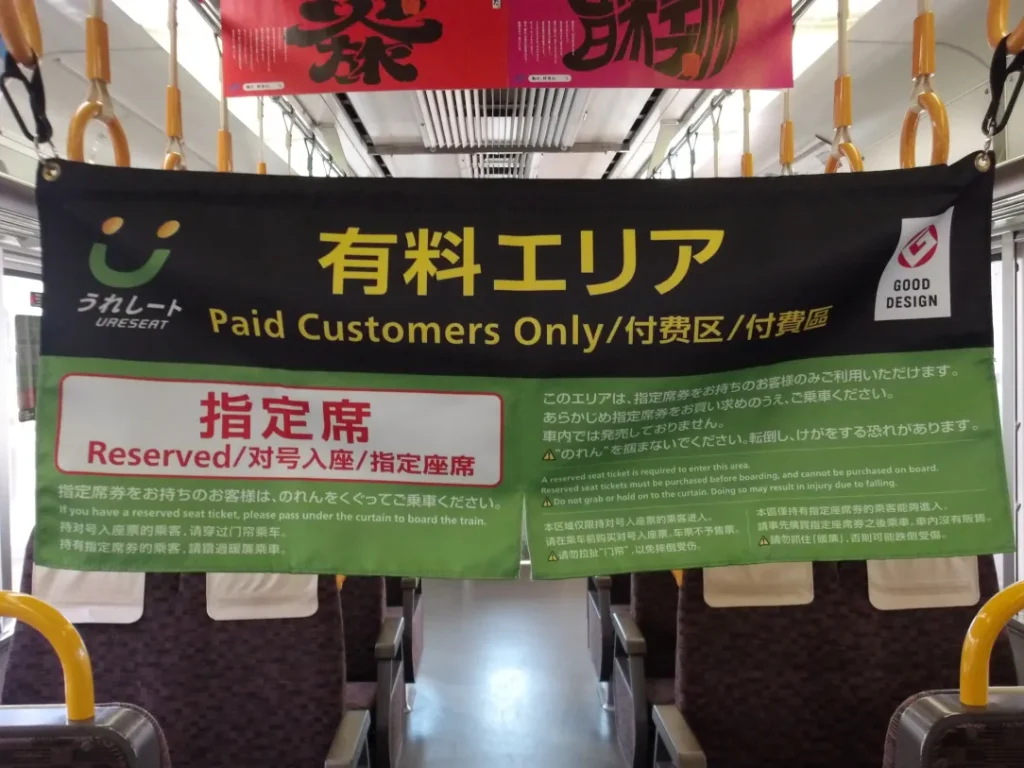 旅
うれしート
URESEAT
有料エリア
Paid Customers Only/付费区/付費區
GOOD
DESIGN
指定席
Reserved/对号入座/指定座席
指定席券をお持ちのお客様は、のれんをくぐってご乗車ください。
If you have a reserved seat ticket, please pass under the curtain to board the train.
持对号入座票的乘客，请穿过门帘乘车。
持有指定席券的乘客，請鑽過暖簾乘車。
このエリアは、指定席券をお持ちのお客様のみご利用いただけます。
あらかじめ指定席券をお買い求めのうえ、ご乗車ください。
車内では発売しておりません。
⚠"のれん"を掴まないでください。転倒し、けがをする恐れがあります。
A reserved seat ticket is required to enter this area.
Reserved seat tickets must be purchased before boarding, and cannot be purchased on board.
⚠Do not grab or hold on to the curtain. Doing so may result in injury due to falling.
本区域仅限持对号入座票的乘客进入。
请在乘车前购买对号入座票。车票不予售票。
⚠请勿拉扯"门帘"，以免摔倒受伤。
本區僅持有指定座席券的乘客能夠進入。
請事先購買指定座席券之後乘車。車內沒有販售。
⚠請勿抓住「暖簾」，否則可能跌倒受傷。